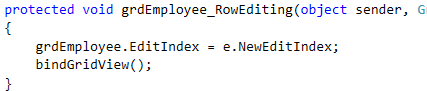 protected void grdEmployee_RowEditing(object sender, G
{
    grdEmployee.EditIndex = e.NewEditIndex;
    bindGridView();
}